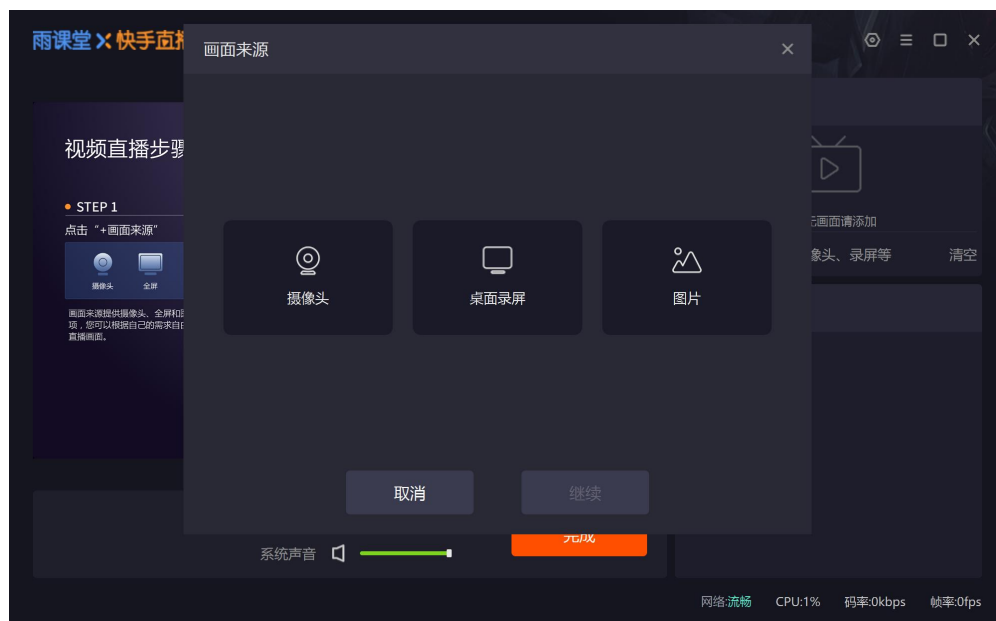 雨课堂 X 快手直播
画面来源
视频直播步骤
STEP 1
点击“+画面来源”
摄像头
全屏
画面来源提供摄像头、全屏和
项，您可以根据自己的需求自由
直播画面。
摄像头
桌面录屏
图片
取消
继续
无画面请添加
像头、录屏等
清空
系统声音
完成
网络:流畅
CPU:1%
码率:0kbps
帧率:0fps